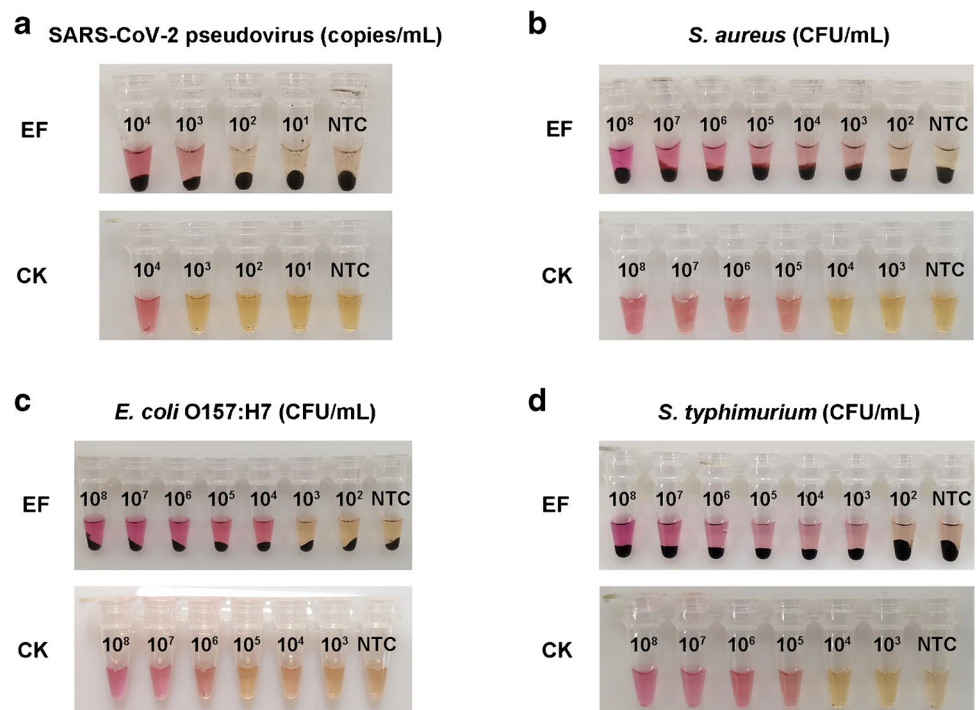 a SARS-CoV-2 pseudovirus (copies/mL)
EF
10⁴ 10³ 10² 10¹ NTC
CK
10⁴ 10³ 10² 10¹ NTC
b S. aureus (CFU/mL)
EF
10⁸ 10⁷ 10⁶ 10⁵ 10⁴ 10³ 10² NTC
CK
10⁸ 10⁷ 10⁶ 10⁵ 10⁴ 10³ NTC
c E. coli O157:H7 (CFU/mL)
EF
10⁸ 10⁷ 10⁶ 10⁵ 10⁴ 10³ 10² NTC
CK
10⁸ 10⁷ 10⁶ 10⁵ 10⁴ 10³ NTC
d S. typhimurium (CFU/mL)
EF
10⁸ 10⁷ 10⁶ 10⁵ 10⁴ 10³ 10² NTC
CK
10⁸ 10⁷ 10⁶ 10⁵ 10⁴ 10³ NTC